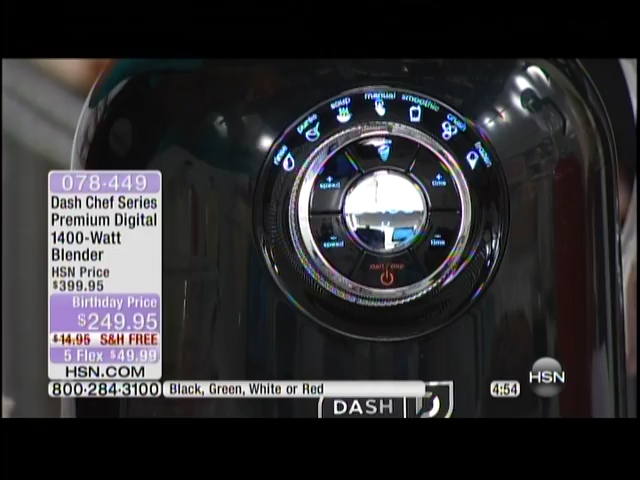 078-449
Dash Chef Series
Premium Digital
1400-Watt
Blender
HSN Price
$399.95
Birthday Price
$249.95
$14.95 S&H FREE
5 Flex $49.99
HSN.COM
800·284·3100
Black, Green, White or Red
4:54
HSN
rinse
puree
soup
manual
smoothie
crush
frozen
+
speed
+
time
-
speed
-
time
start / stop
DASH